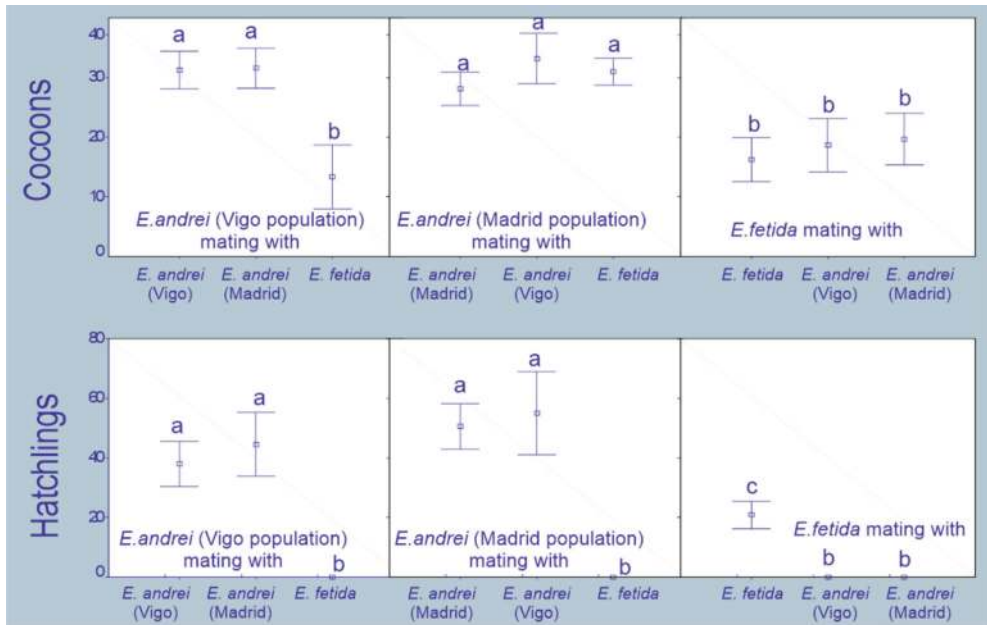 Cocoons
40
30
20
10
0
a
a
b
E.andrei (Vigo population)
mating with
E. andrei
(Vigo)
E. andrei
(Madrid)
E. fetida
a
a
a
E.andrei (Madrid population)
mating with
E. andrei
(Madrid)
E. andrei
(Vigo)
E. fetida
b
b
b
E.fetida mating with
E. fetida
E. andrei
(Vigo)
E. andrei
(Madrid)
Hatchlings
80
60
40
20
0
a
a
b
E.andrei (Vigo population)
mating with
E. andrei
(Vigo)
E. andrei
(Madrid)
E. fetida
a
a
b
E.andrei (Madrid population)
mating with
E. andrei
(Madrid)
E. andrei
(Vigo)
E. fetida
c
E.fetida mating with
b
b
E. fetida
E. andrei
(Vigo)
E. andrei
(Madrid)